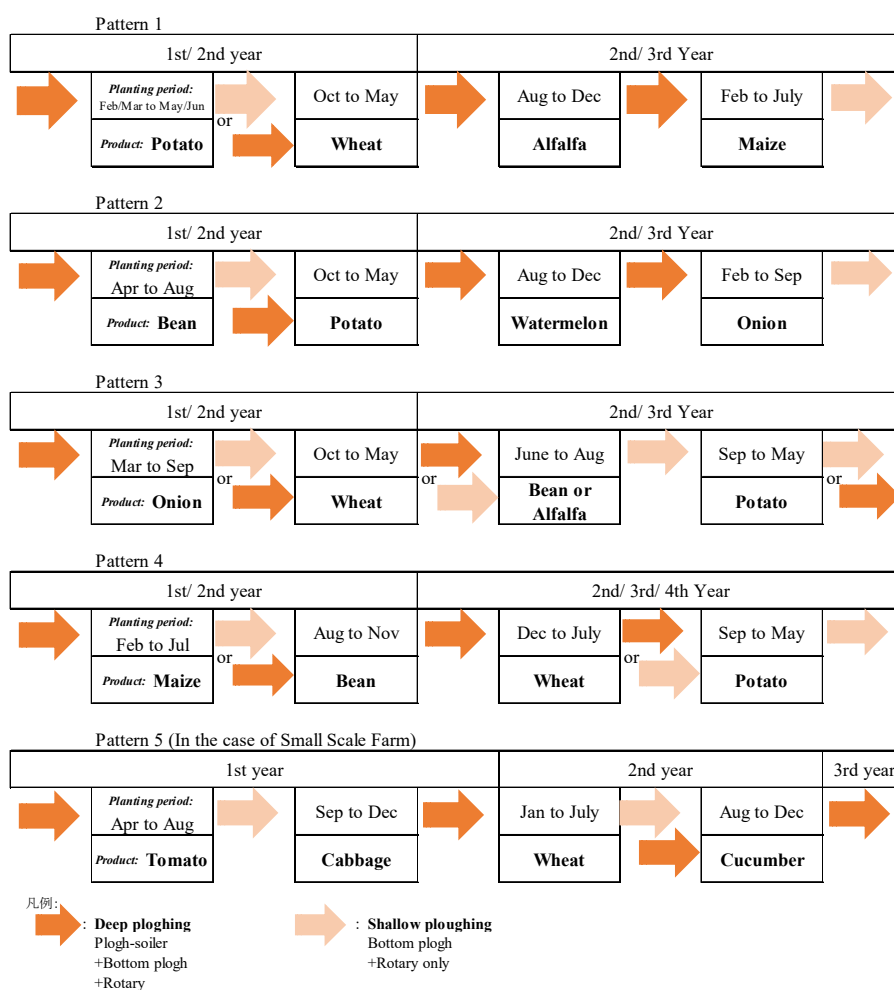 Pattern 1
1st/ 2nd year
2nd/ 3rd Year
Planting period:
Feb/Mar to May/Jun
or
Oct to May
Aug to Dec
Feb to July
Product: Potato
Wheat
Alfalfa
Maize
Pattern 2
1st/ 2nd year
2nd/ 3rd Year
Planting period:
Apr to Aug
Oct to May
Aug to Dec
Feb to Sep
Product: Bean
Potato
Watermelon
Onion
Pattern 3
1st/ 2nd year
2nd/ 3rd Year
Planting period:
Mar to Sep
or
Oct to May
or
June to Aug
Sep to May
or
Product: Onion
Wheat
Bean or
Alfalfa
Potato
Pattern 4
1st/ 2nd year
2nd/ 3rd/ 4th Year
Planting period:
Feb to Jul
or
Aug to Nov
Dec to July
or
Sep to May
Product: Maize
Bean
Wheat
Potato
Pattern 5 (In the case of Small Scale Farm)
1st year
2nd year
3rd year
Planting period:
Apr to Aug
Sep to Dec
Jan to July
Aug to Dec
Product: Tomato
Cabbage
Wheat
Cucumber
凡例:
: Deep ploghing
Plogh-soiler
+Bottom plogh
+Rotary
: Shallow ploughing
Bottom plogh
+Rotary only